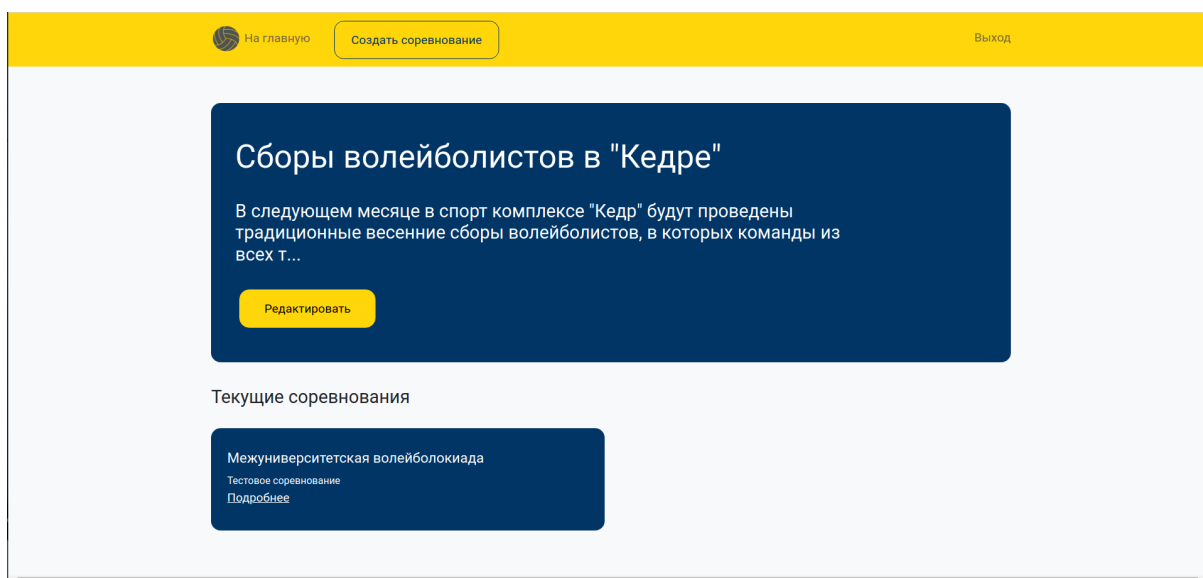 На главную Создать соревнование Выход
Сборы волейболистов в "Кедре"
В следующем месяце в спорт комплексе "Кедр" будут проведены
традиционные весенние сборы волейболистов, в которых команды из
всех т...
Редактировать
Текущие соревнования
Межуниверситетская волейболокиада
Тестовое соревнование
Подробнее